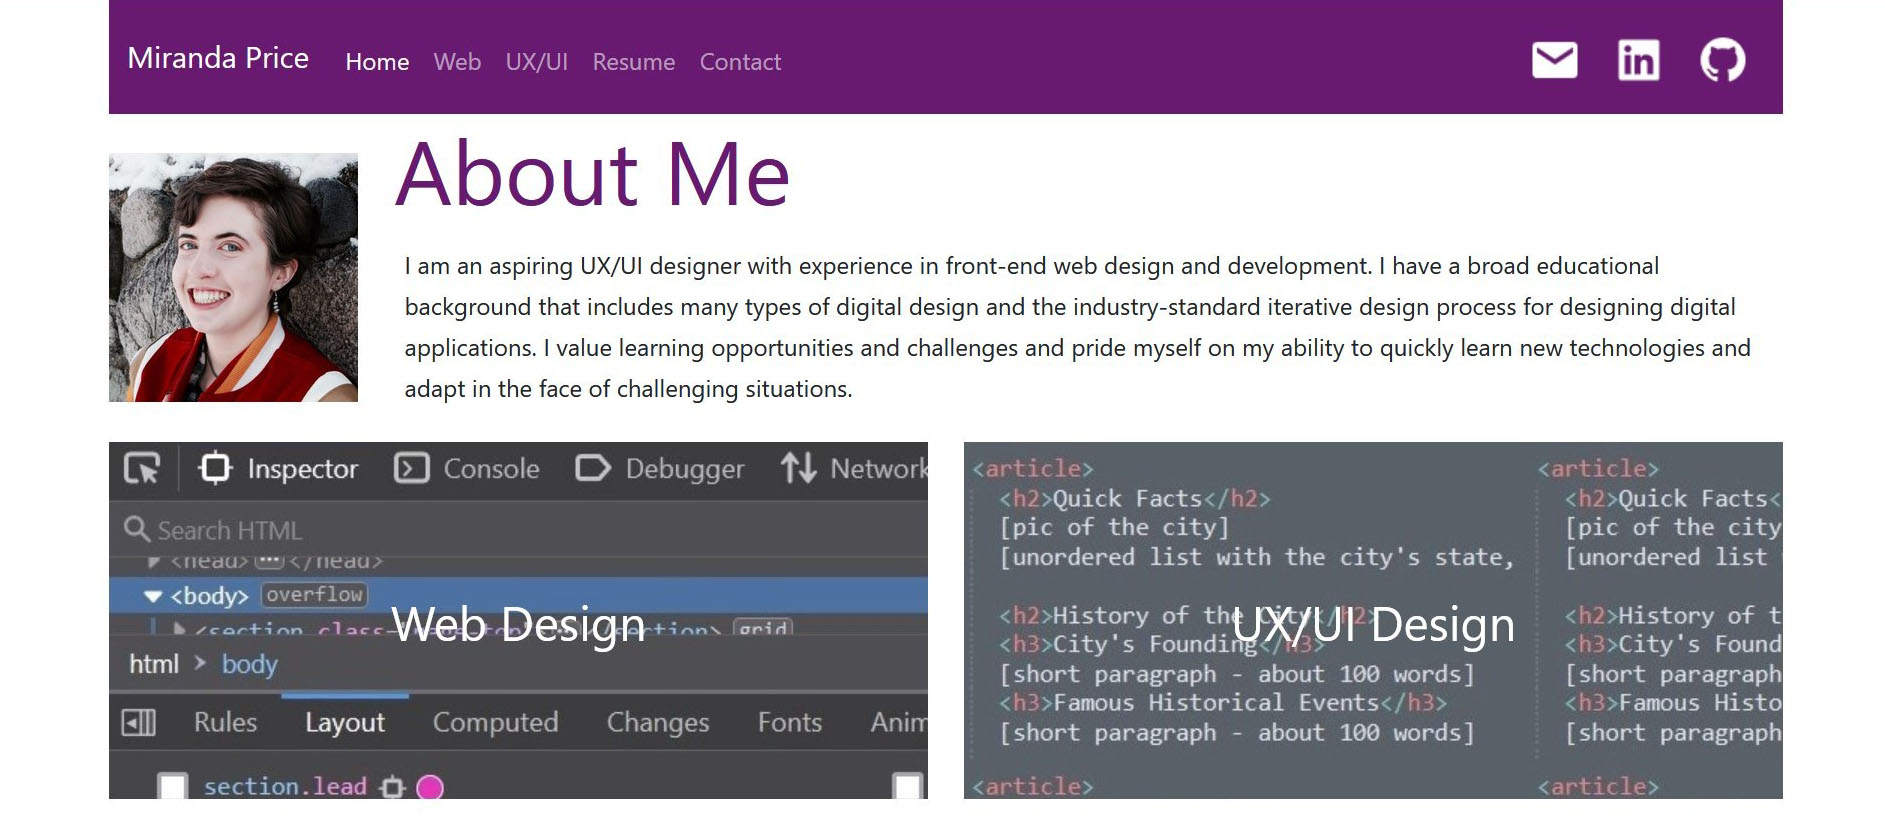 Miranda Price Home Web UX/UI Resume Contact
About Me
I am an aspiring UX/UI designer with experience in front-end web design and development. I have a broad educational
background that includes many types of digital design and the industry-standard iterative design process for designing digital
applications. I value learning opportunities and challenges and pride myself on my ability to quickly learn new technologies and
adapt in the face of challenging situations.
Inspector Console Debugger Network
Search HTML
<head> </head>
<body> overflow
<section class= section> grid
Web Design
html > body
Rules Layout Computed Changes Fonts Anim
section.lead
<article> <article>
<h2>Quick Facts</h2> <h2>Quick Facts<
[pic of the city] [pic of the city
[unordered list with the city's state, [unordered list
<h2>History of the City</h2> <h2>History of t
UX/UI Design
<h3>City's Founding</h3> <h3>City's Found
[short paragraph - about 100 words] [short paragraph
<h3>Famous Historical Events</h3> <h3>Famous Histo
[short paragraph - about 100 words] [short paragraph
<article> <article>